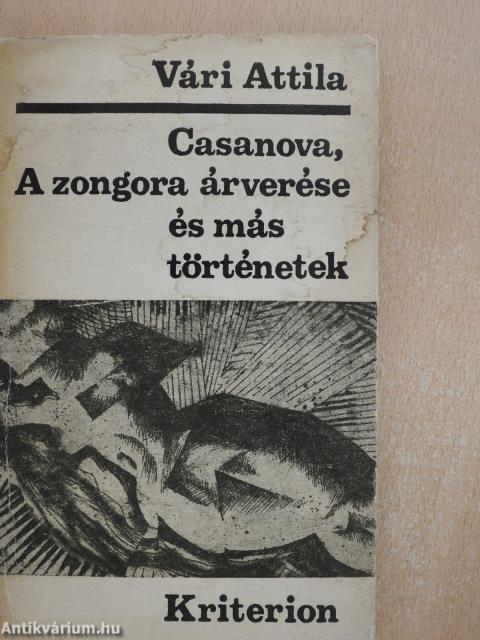 Vári Attila
Casanova,
A zongora árverése
és más
történetek
Kriterion
Antikvárium.hu